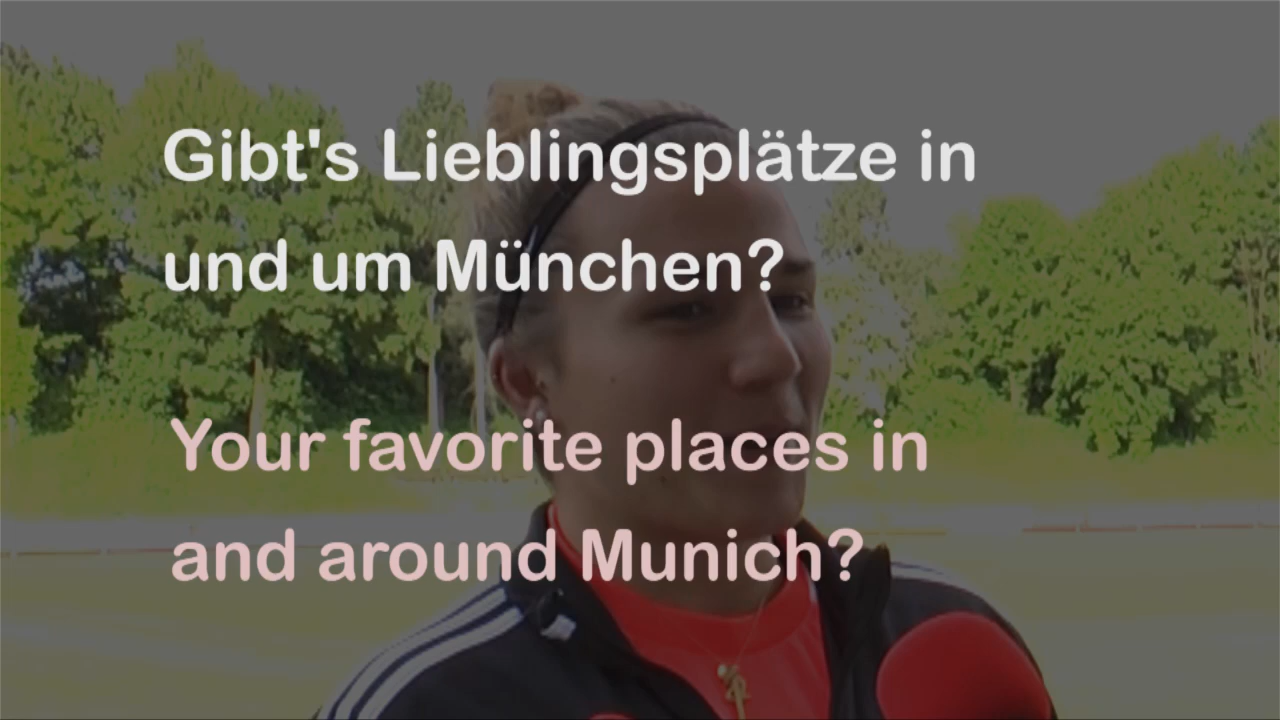 Gibt's Lieblingsplätze in
und um München?
Your favorite places in
and around Munich?